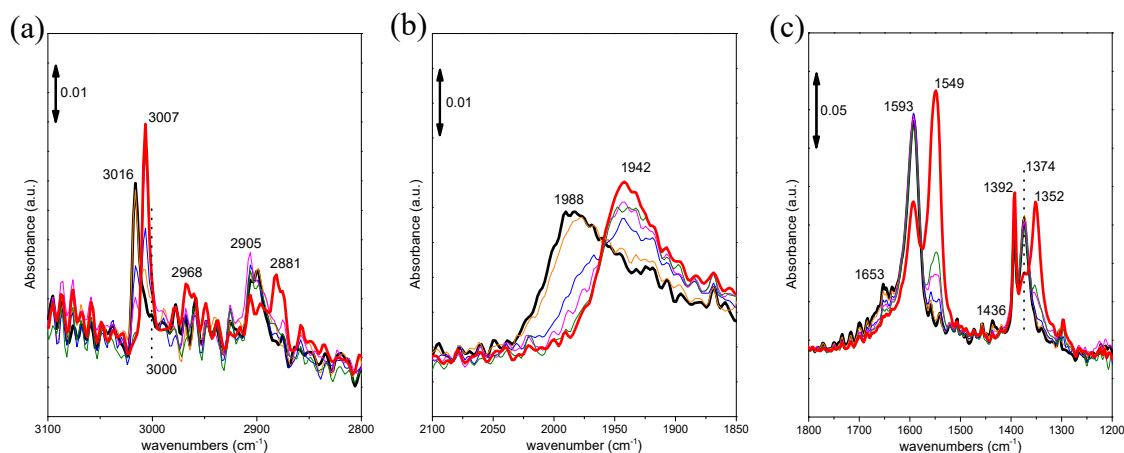 (a)
0.01
3007
3016
2968
2905
2881
3000
Absorbance (a.u.)
3100 3000 2900 2800
wavenumbers (cm⁻¹)
(b)
0.01
1988
1942
Absorbance (a.u.)
2100 2050 2000 1950 1900 1850
wavenumber (cm⁻¹)
(c)
0.05
1593
1549
1392
1374
1352
1653
1436
Absorbance (a.u.)
1800 1700 1600 1500 1400 1300 1200
wavenumbers (cm⁻¹)